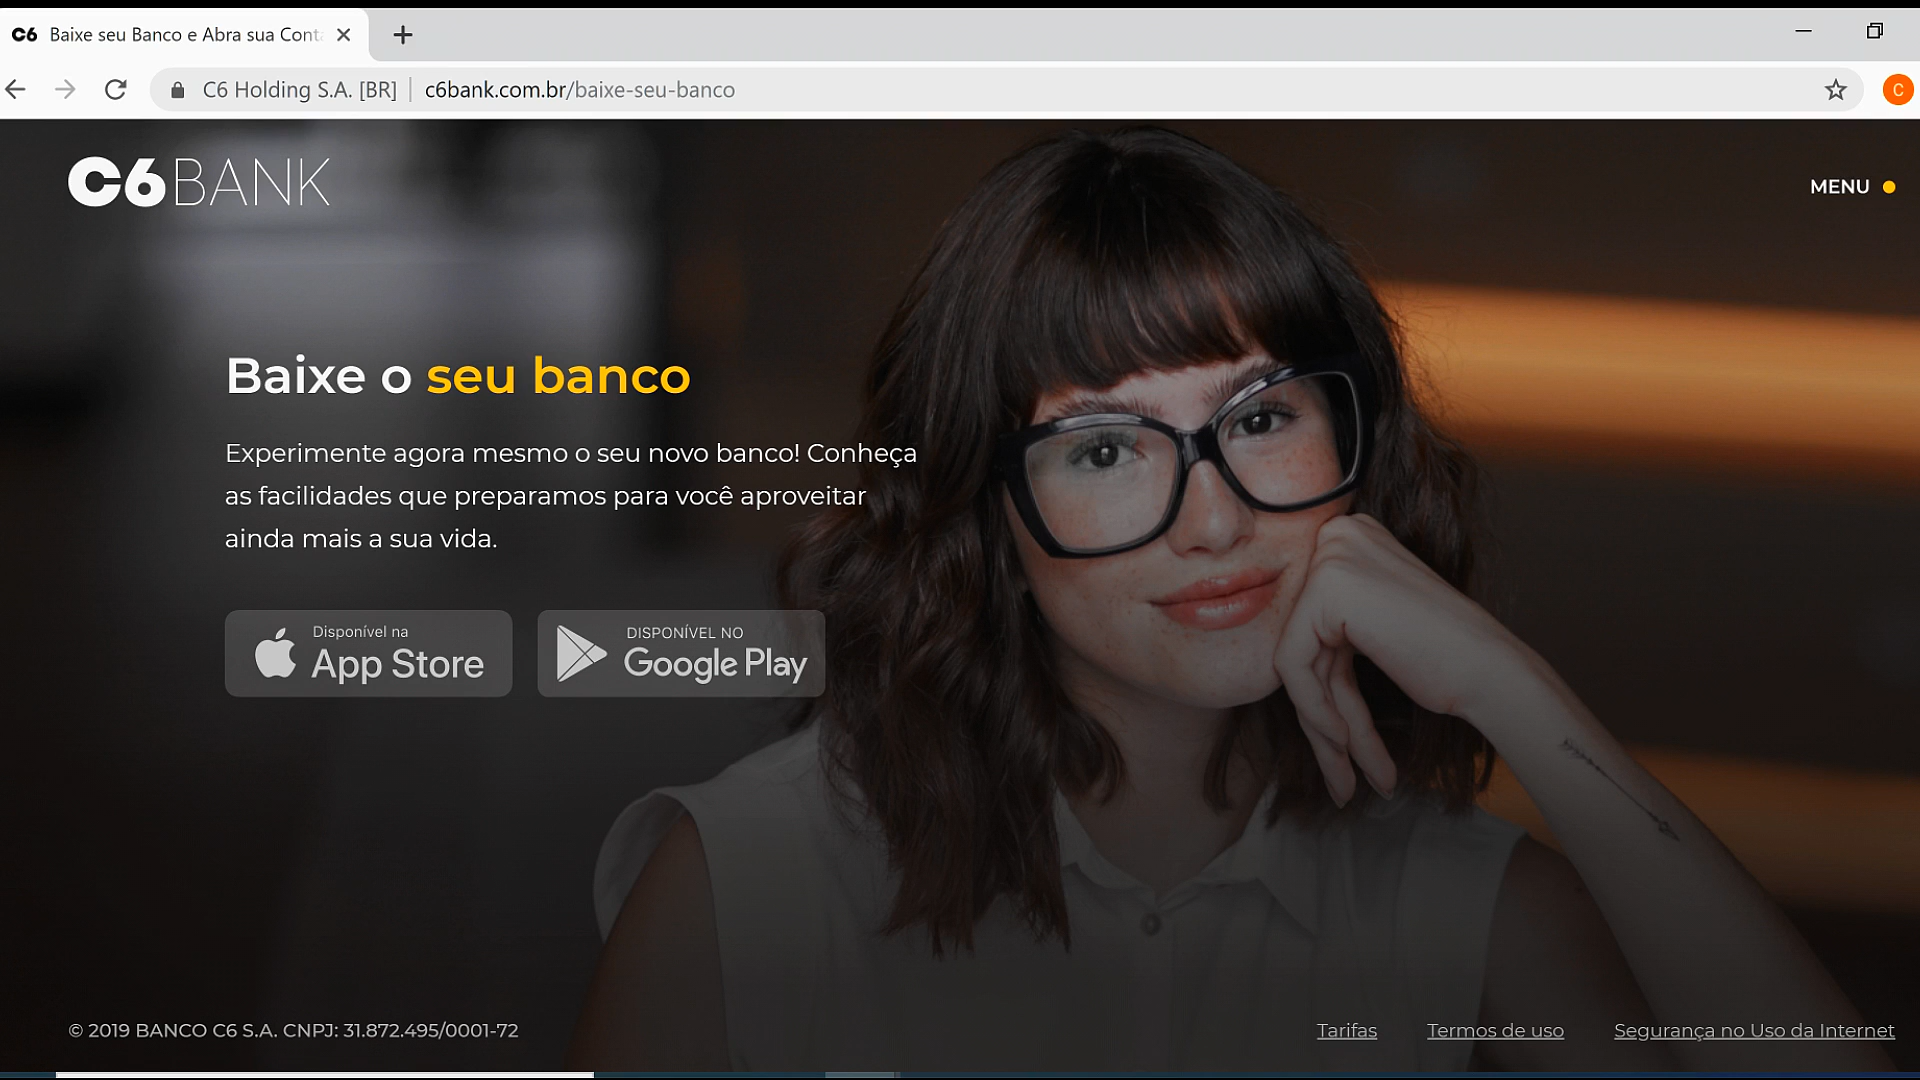 C6 Baixe seu Banco e Abra sua Conta
C6 Holding S.A. [BR] c6bank.com.br/baixe-seu-banco
C
C6BANK
MENU
Baixe o seu banco
Experimente agora mesmo o seu novo banco! Conheça
as facilidades que preparamos para você aproveitar
ainda mais a sua vida.
Disponível na
App Store
DISPONÍVEL NO
Google Play
© 2019 BANCO C6 S.A. CNPJ: 31.872.495/0001-72
Tarifas
Termos de uso
Segurança no Uso da Internet